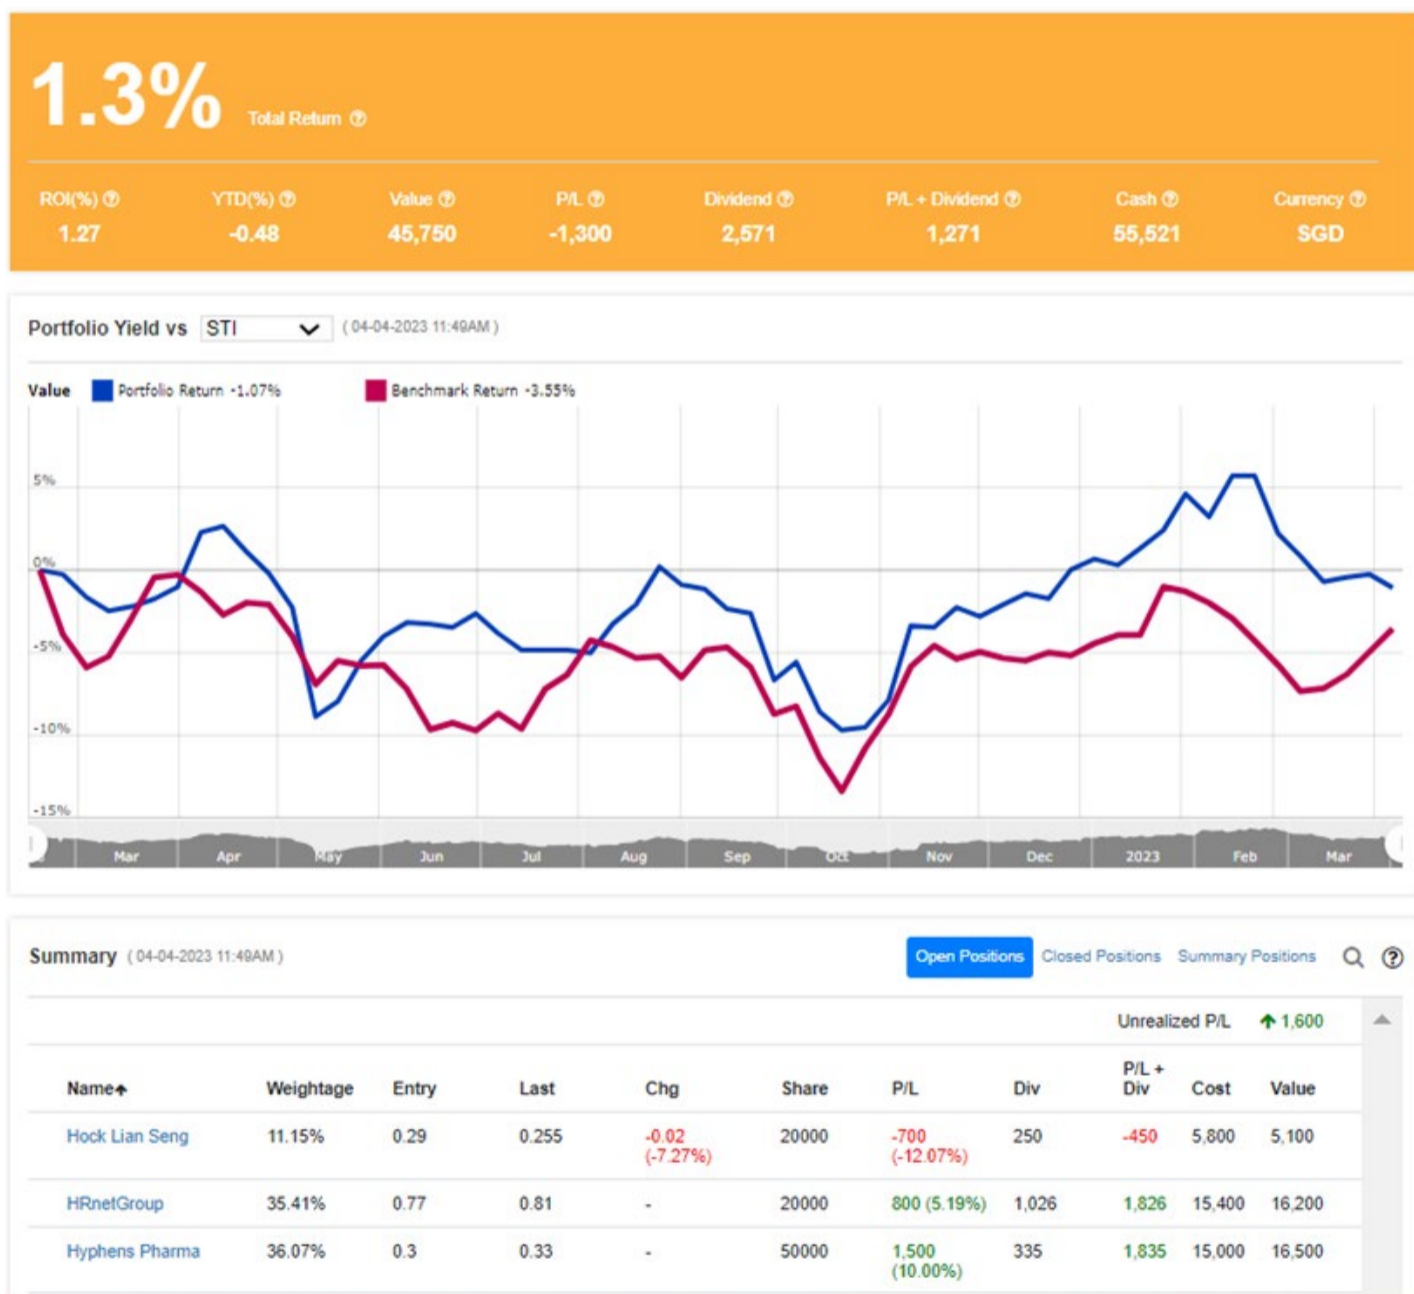 1.3% Total Return
ROI(%) YTD(%) Value P/L Dividend P/L + Dividend Cash Currency
1.27 -0.48 45,750 -1,300 2,571 1,271 55,521 SGD
Portfolio Yield vs STI ( 04-04-2023 11:49AM )
Value Portfolio Return -1.07% Benchmark Return -3.55%
5%
0%
-5%
-10%
-15%
Mar Apr May Jun Jul Aug Sep Oct Nov Dec 2023 Feb Mar
Summary ( 04-04-2023 11:49AM ) Open Positions Closed Positions Summary Positions
Unrealized P/L 1,600
Name Weightage Entry Last Chg Share P/L Div P/L + Div Cost Value
Hock Lian Seng 11.15% 0.29 0.255 -0.02 (-7.27%) 20000 -700 (-12.07%) 250 -450 5,800 5,100
HRnetGroup 35.41% 0.77 0.81 - 20000 800 (5.19%) 1,026 1,826 15,400 16,200
Hyphens Pharma 36.07% 0.3 0.33 - 50000 1,500 (10.00%) 335 1,835 15,000 16,500